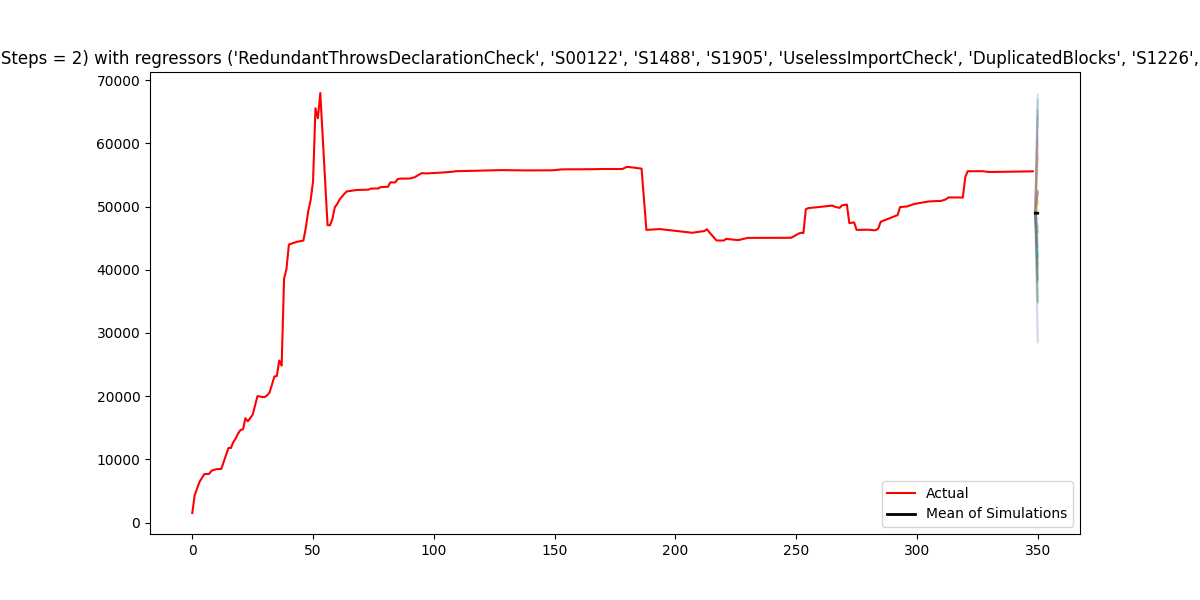 Steps = 2) with regressors ('RedundantThrowsDeclarationCheck', 'S00122', 'S1488', 'S1905', 'UselessImportCheck', 'DuplicatedBlocks', 'S1226',
70000
60000
50000
40000
30000
20000
10000
0
Actual
Mean of Simulations
0 50 100 150 200 250 300 350